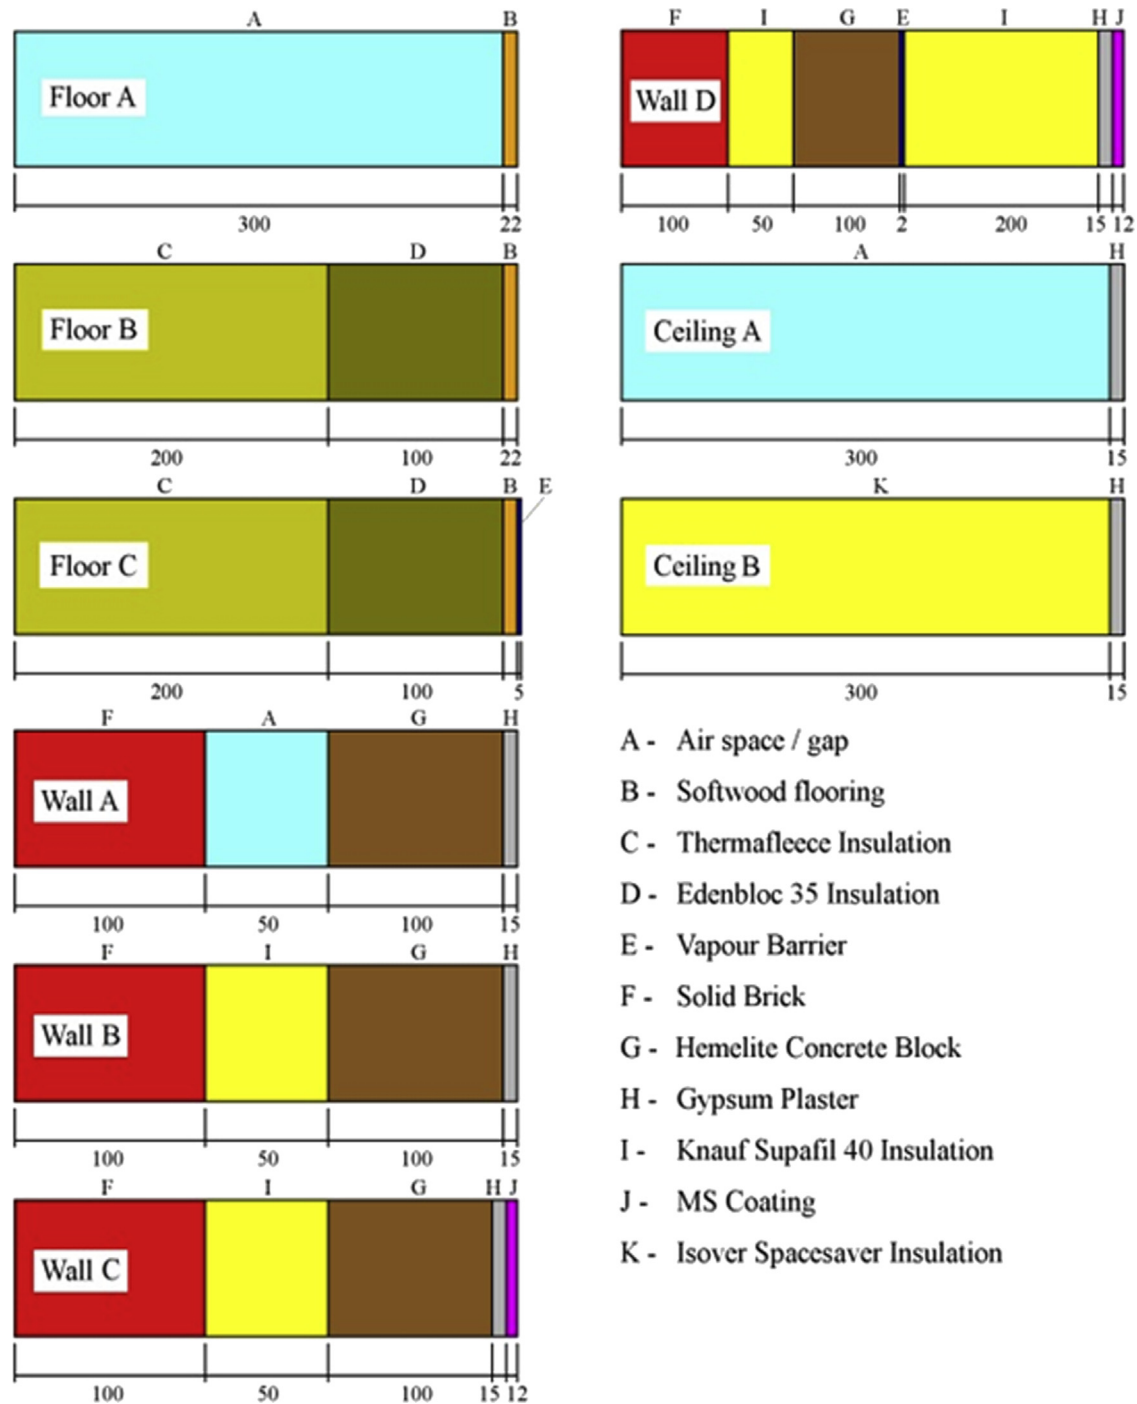 A B
Floor A
300 22
C D B
Floor B
200 100 22
C D B E
Floor C
200 100 5
F A G H
Wall A
100 50 100 15
F I G H
Wall B
100 50 100 15
F I G H J
Wall C
100 50 100 15 12
F I G E I H J
Wall D
100 50 100 2 200 15 12
A H
Ceiling A
300 15
K H
Ceiling B
300 15
A - Air space / gap
B - Softwood flooring
C - Thermafleece Insulation
D - Edenbloc 35 Insulation
E - Vapour Barrier
F - Solid Brick
G - Hemelite Concrete Block
H - Gypsum Plaster
I - Knauf Supafil 40 Insulation
J - MS Coating
K - Isover Spacesaver Insulation